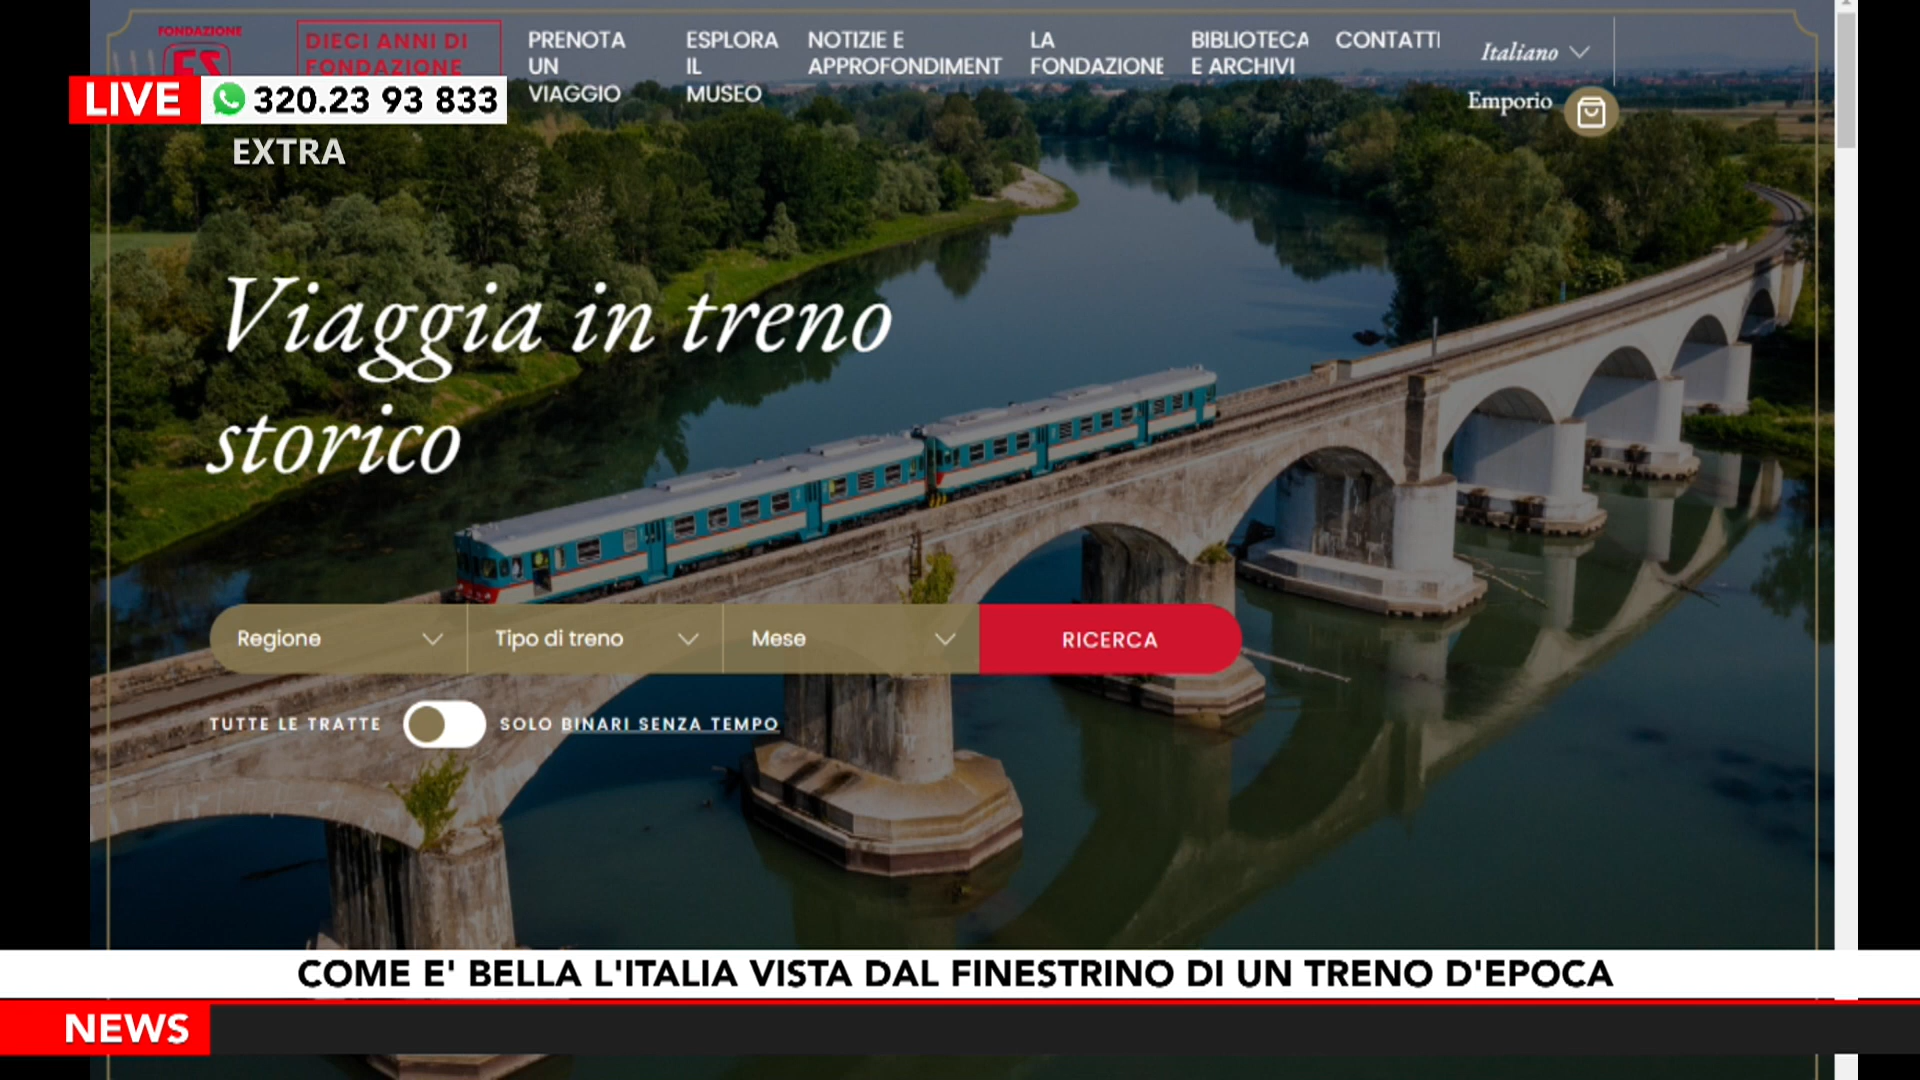 FONDAZIONE
FS
DIECI ANNI DI
FONDAZIONE
PRENOTA
UN
VIAGGIO
ESPLORA
IL
MUSEO
NOTIZIE E
APPROFONDIMENT
LA
FONDAZIONE
BIBLIOTECA
E ARCHIVI
CONTATTI
Italiano
Emporio
LIVE
320.23 93 833
EXTRA
Viaggia in treno
storico
Regione
Tipo di treno
Mese
RICERCA
TUTTE LE TRATTE
SOLO BINARI SENZA TEMPO
COME E' BELLA L'ITALIA VISTA DAL FINESTRINO DI UN TRENO D'EPOCA
NEWS